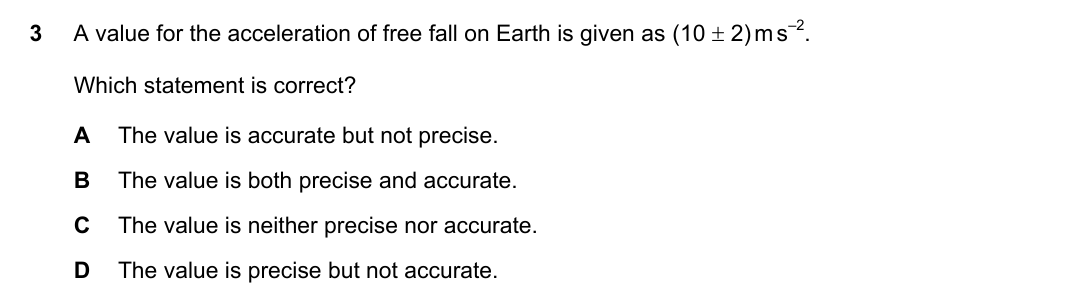 3 A value for the acceleration of free fall on Earth is given as (10 ± 2) m s⁻².
Which statement is correct?
A The value is accurate but not precise.
B The value is both precise and accurate.
C The value is neither precise nor accurate.
D The value is precise but not accurate.